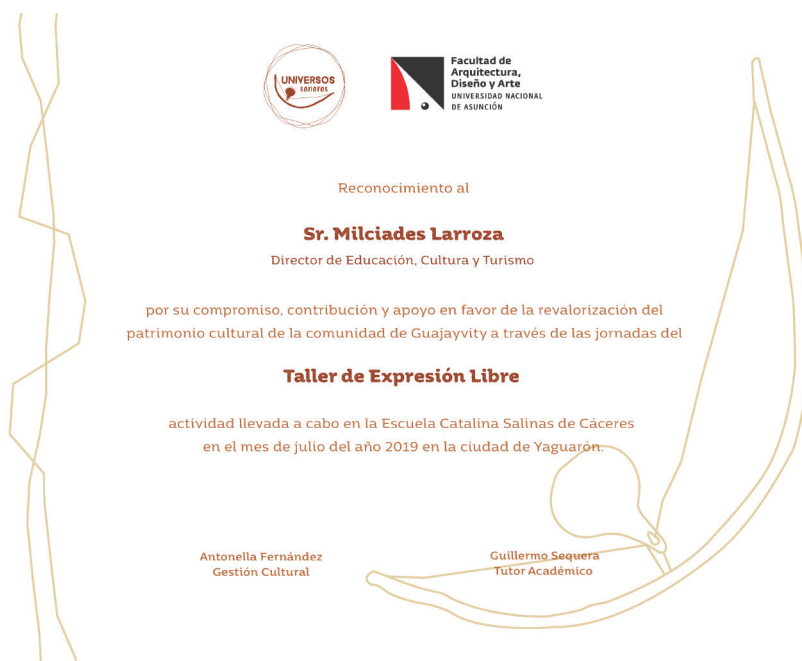 UNIVERSOS
sonoros
Facultad de
Arquitectura,
Diseño y Arte
UNIVERSIDAD NACIONAL
DE ASUNCIÓN
Reconocimiento al
Sr. Milciades Larroza
Director de Educación, Cultura y Turismo
por su compromiso, contribución y apoyo en favor de la revalorización del
patrimonio cultural de la comunidad de Guajayvity a través de las jornadas del
Taller de Expresión Libre
actividad llevada a cabo en la Escuela Catalina Salinas de Cáceres
en el mes de julio del año 2019 en la ciudad de Yaguarón.
Antonella Fernández
Gestión Cultural
Guillermo Sequera
Tutor Académico